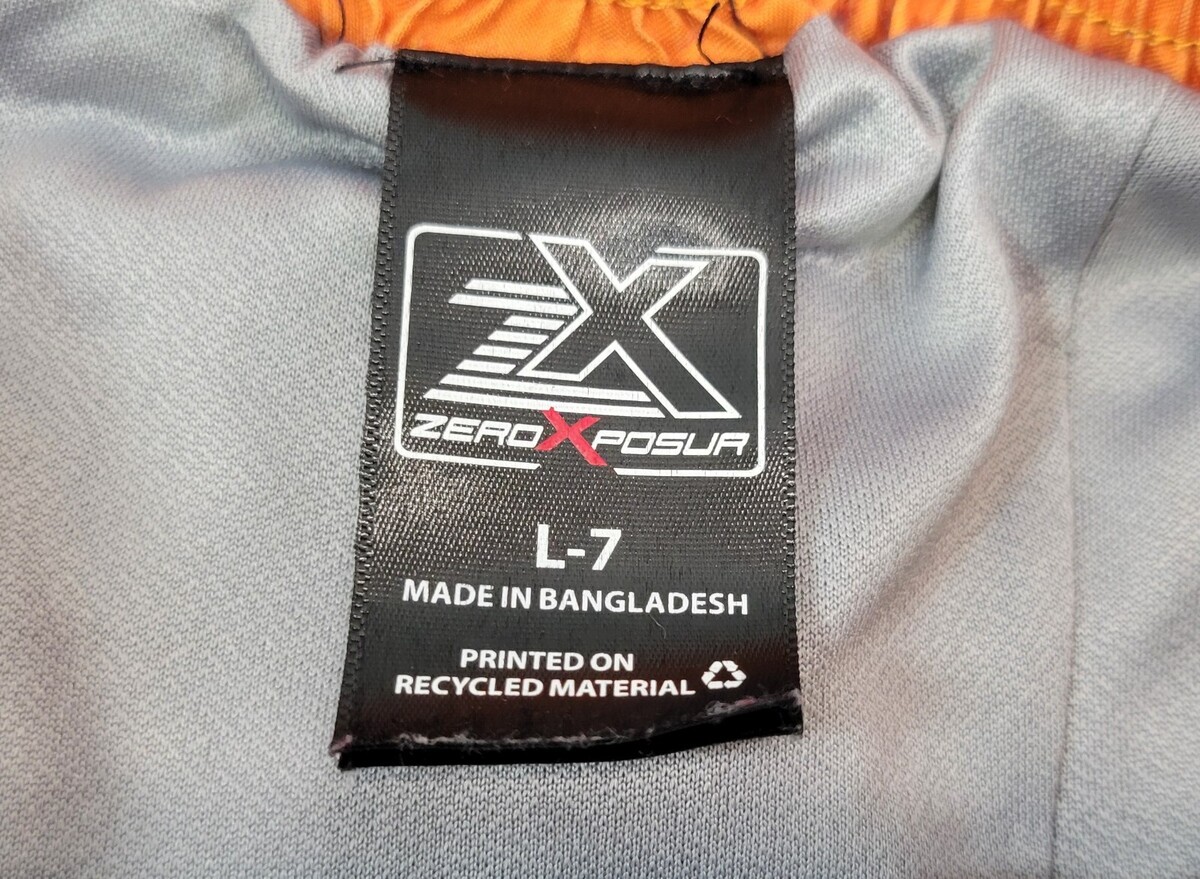 ZX
ZEROXPOSUR
L-7
MADE IN BANGLADESH
PRINTED ON
RECYCLED MATERIAL